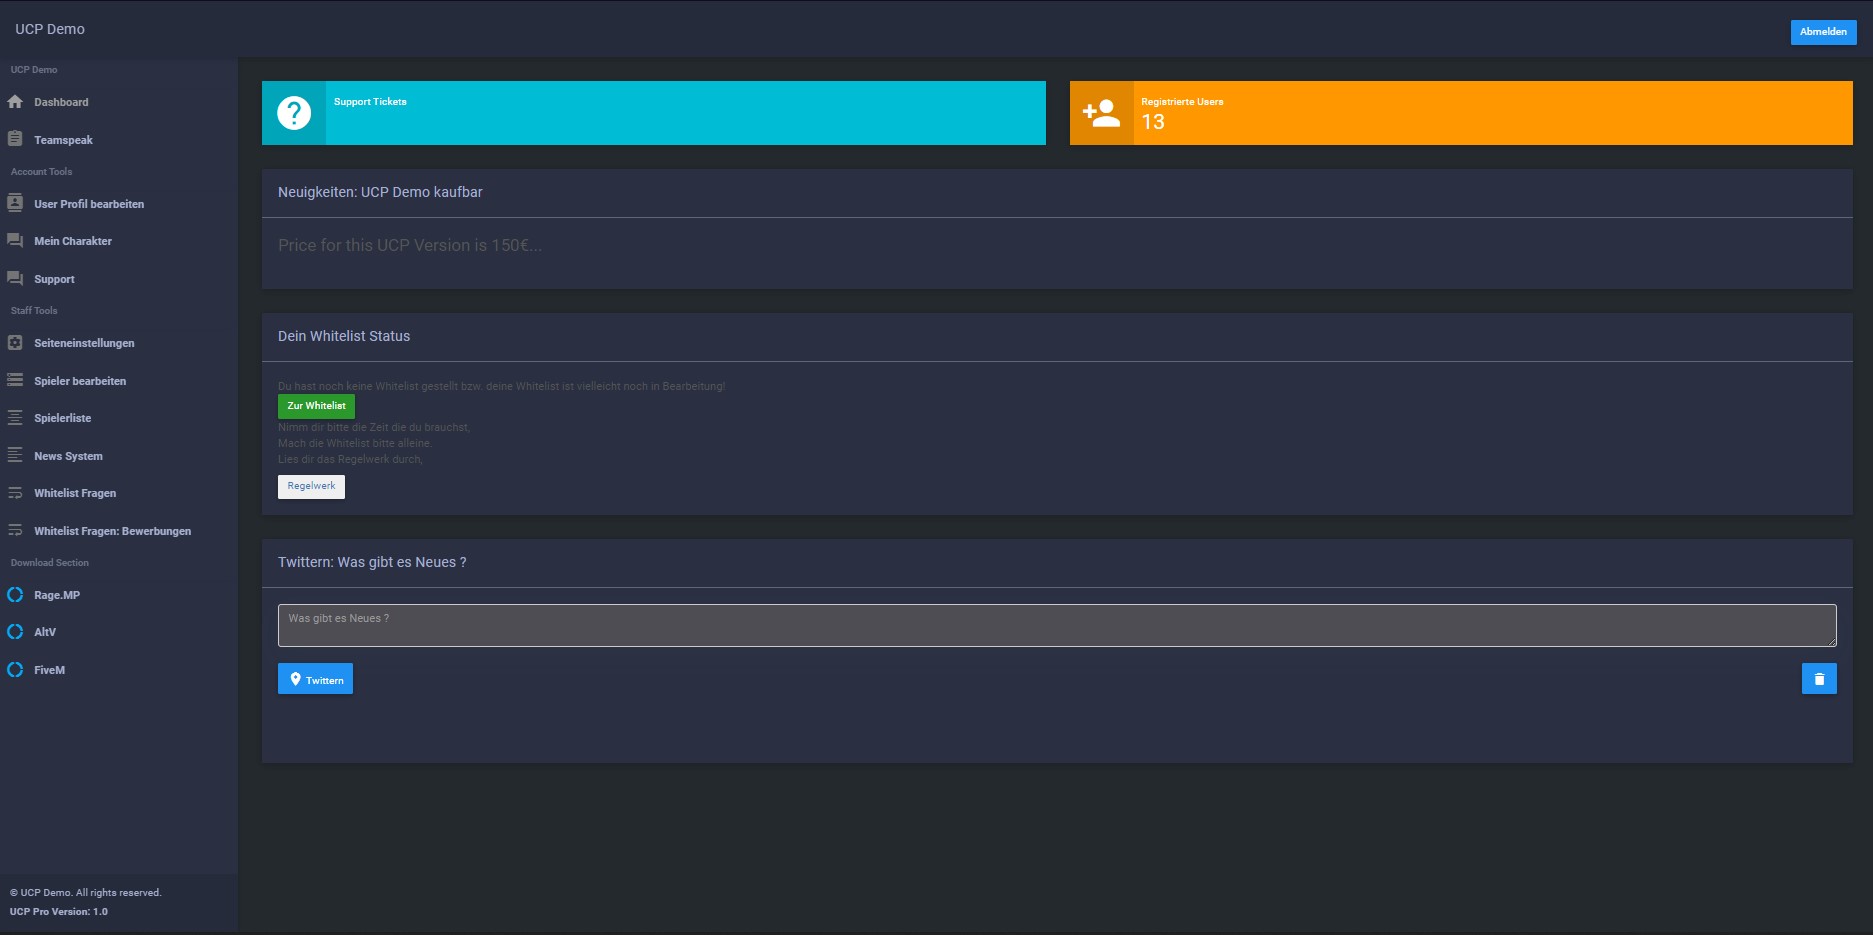 UCP Demo
Abmelden
UCP Demo
Dashboard
Teamspeak
Account Tools
User Profil bearbeiten
Mein Charakter
Support
Staff Tools
Seiteneinstellungen
Spieler bearbeiten
Spielerliste
News System
Whitelist Fragen
Whitelist Fragen: Bewerbungen
Download Section
Rage.MP
AltV
FiveM
© UCP Demo. All rights reserved.
UCP Pro Version: 1.0
Support Tickets
Registrierte Users
13
Neuigkeiten: UCP Demo kaufbar
Price for this UCP Version is 150€...
Dein Whitelist Status
Du hast noch keine Whitelist gestellt bzw. deine Whitelist ist vielleicht noch in Bearbeitung!
Zur Whitelist
Nimm dir bitte die Zeit die du brauchst,
Mach die Whitelist bitte alleine.
Lies dir das Regelwerk durch,
Regelwerk
Twittern: Was gibt es Neues ?
Was gibt es Neues ?
Twittern